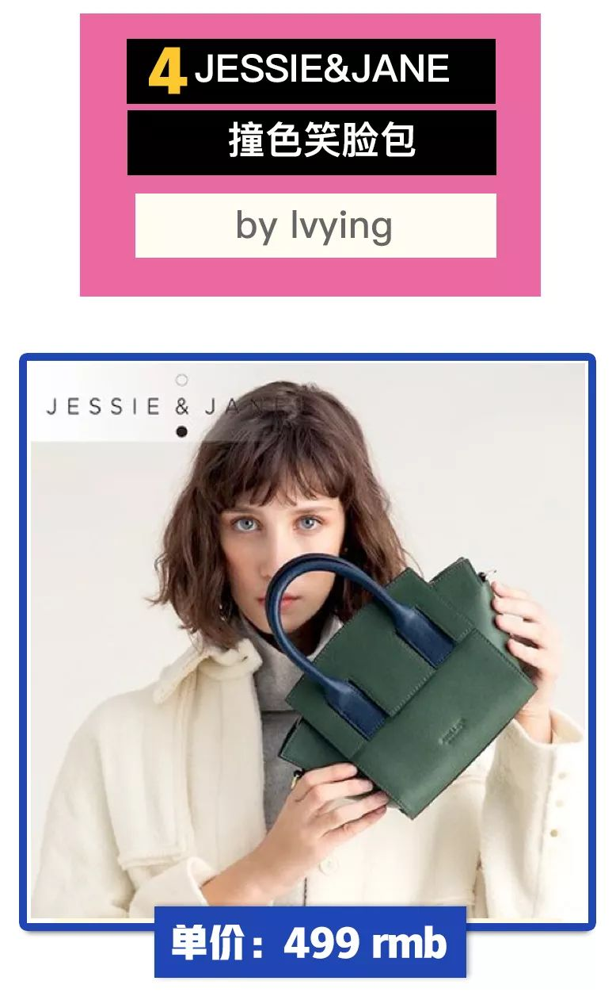 4 JESSIE&JANE
撞色笑脸包
by lvying
JESSIE & JANE
单价：499 rmb